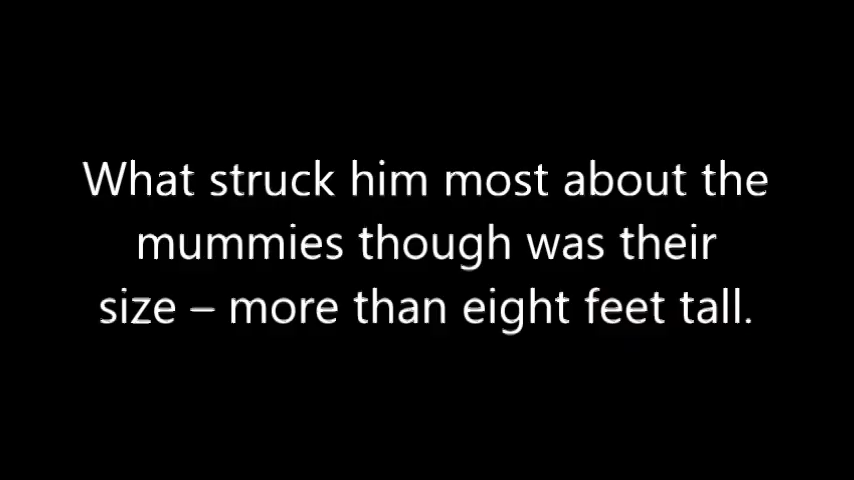 What struck him most about the
mummies though was their
size – more than eight feet tall.